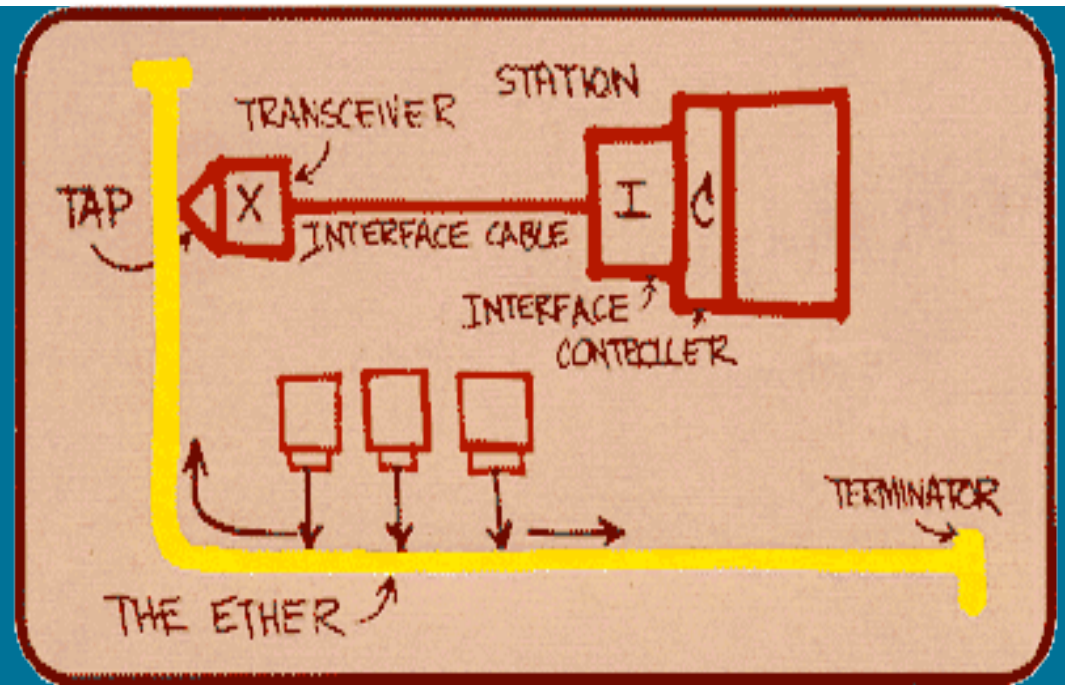 STATION
TRANSCEIVER
TAP
X
I
C
INTERFACE CABLE
INTERFACE
CONTROLLER
TERMINATOR
THE ETHER